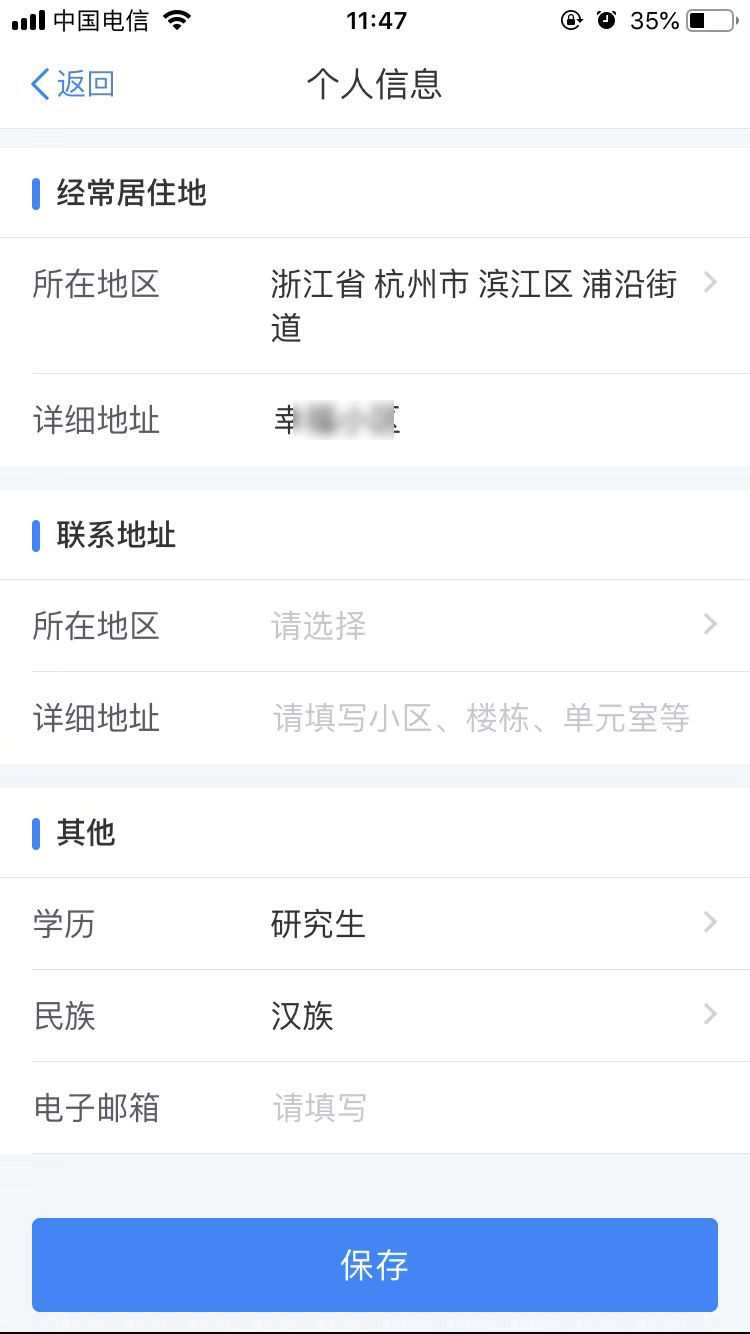 中国电信 11:47 35%
返回 个人信息
经常居住地
所在地区 浙江省 杭州市 滨江区 浦沿街
道
详细地址 幸
联系地址
所在地区 请选择
详细地址 请填写小区、楼栋、单元室等
其他
学历 研究生
民族 汉族
电子邮箱 请填写
保存